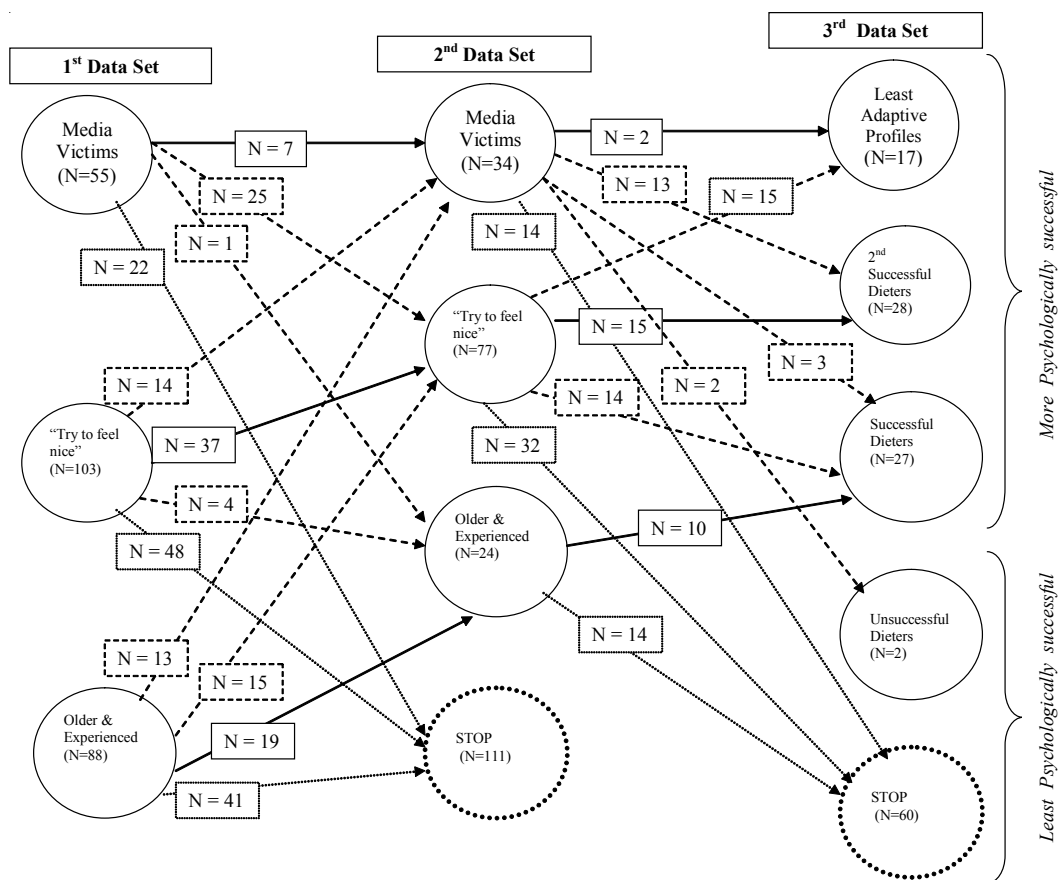 1st Data Set
2nd Data Set
3rd Data Set
Media
Victims
(N=55)
N = 7
N = 25
N = 1
N = 22
"Try to feel
nice"
(N=103)
N = 14
N = 37
N = 4
N = 48
Older &
Experienced
(N=88)
N = 13
N = 15
N = 19
N = 41
Media
Victims
(N=34)
N = 2
N = 13
N = 3
N = 2
N = 14
"Try to feel
nice"
(N=77)
N = 15
N = 15
N = 14
N = 32
Older &
Experienced
(N=24)
N = 10
N = 14
STOP
(N=111)
Least
Adaptive
Profiles
(N=17)
2nd
Successful
Dieters
(N=28)
Successful
Dieters
(N=27)
Unsuccessful
Dieters
(N=2)
STOP
(N=60)
More Psychologically successful
Least Psychologically successful